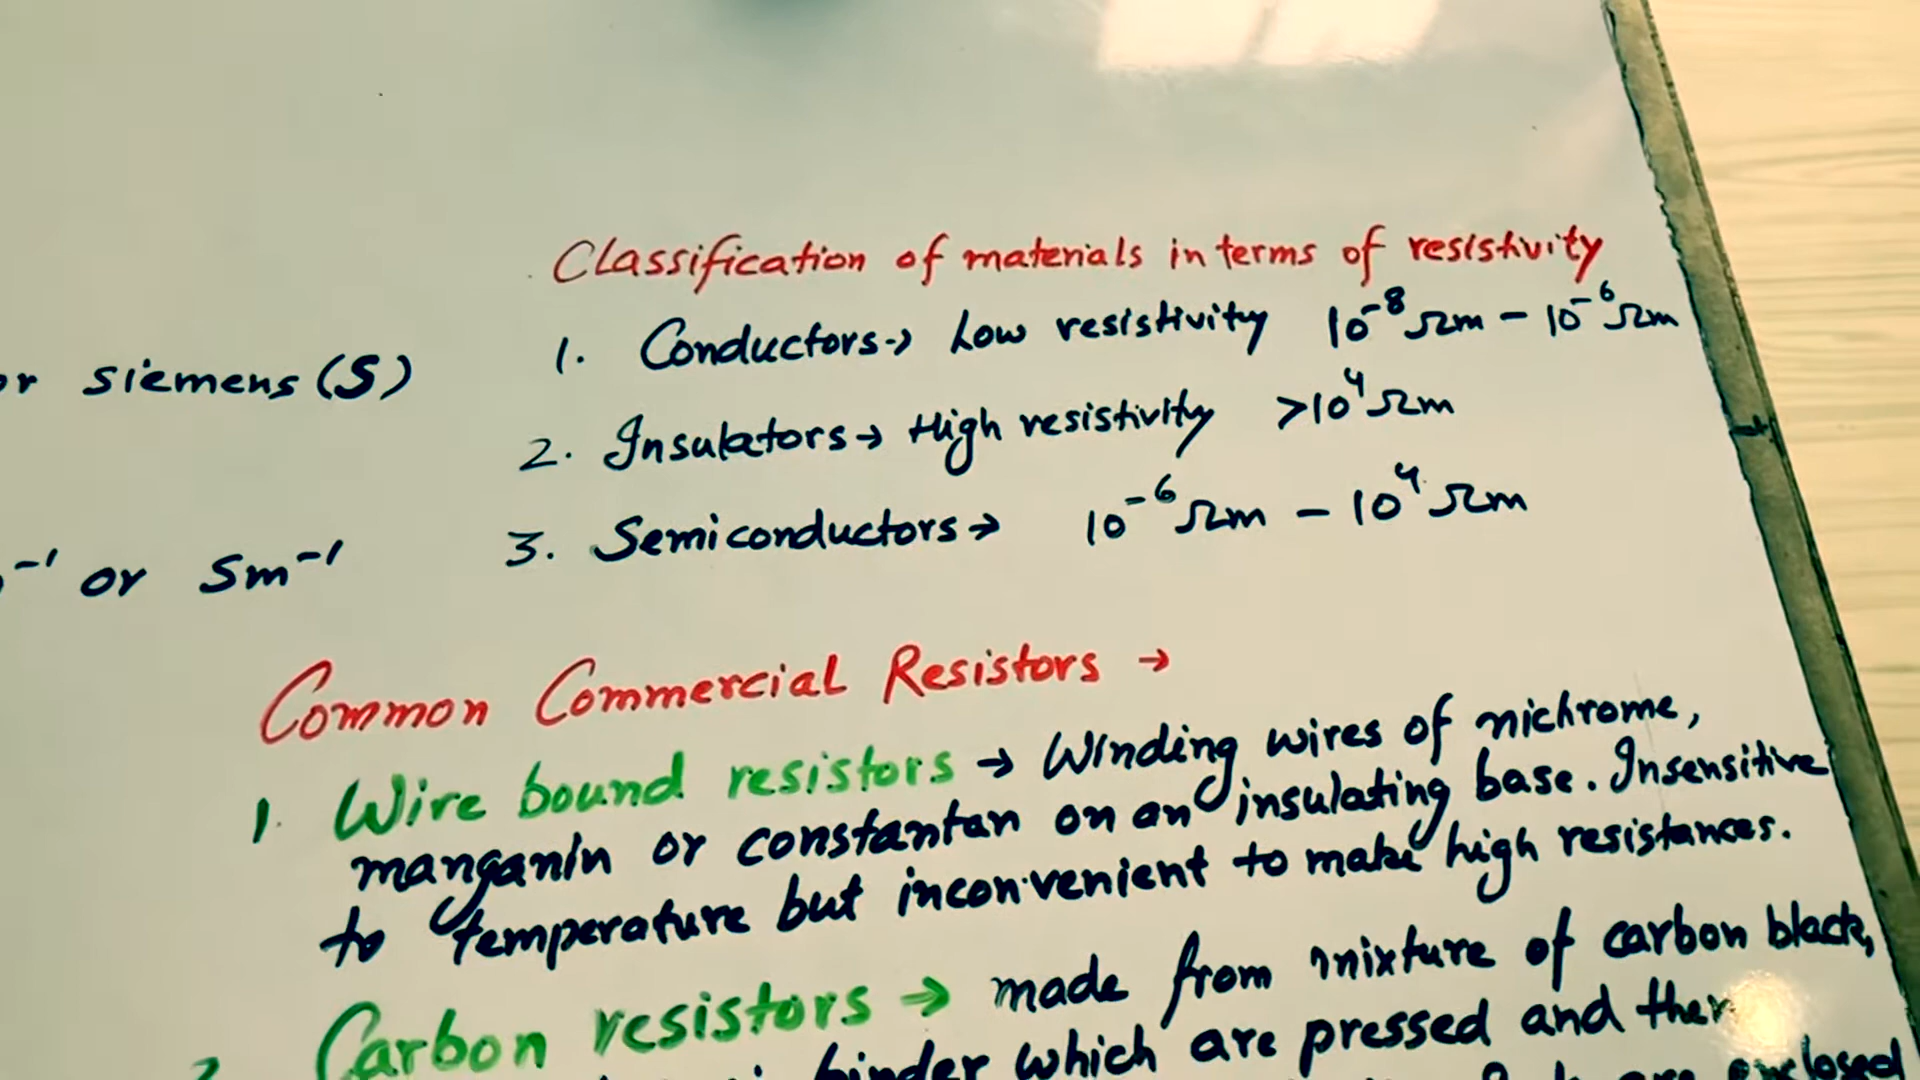 Classification of materials in terms of resistivity
1. Conductors → Low resistivity 10⁻⁸ Ωm - 10⁻⁶ Ωm
or siemens (S)
2. Insulators → High resistivity >10⁴ Ωm
3. Semiconductors → 10⁻⁶ Ωm - 10⁴ Ωm
⁻¹ or Sm⁻¹
Common Commercial Resistors →
1. Wire bound resistors → Winding wires of nichrome,
manganin or constantan on an insulating base. Insensitive
to temperature but inconvenient to make high resistances.
2 Carbon resistors → made from mixture of carbon black,
binder which are pressed and then
enclosed